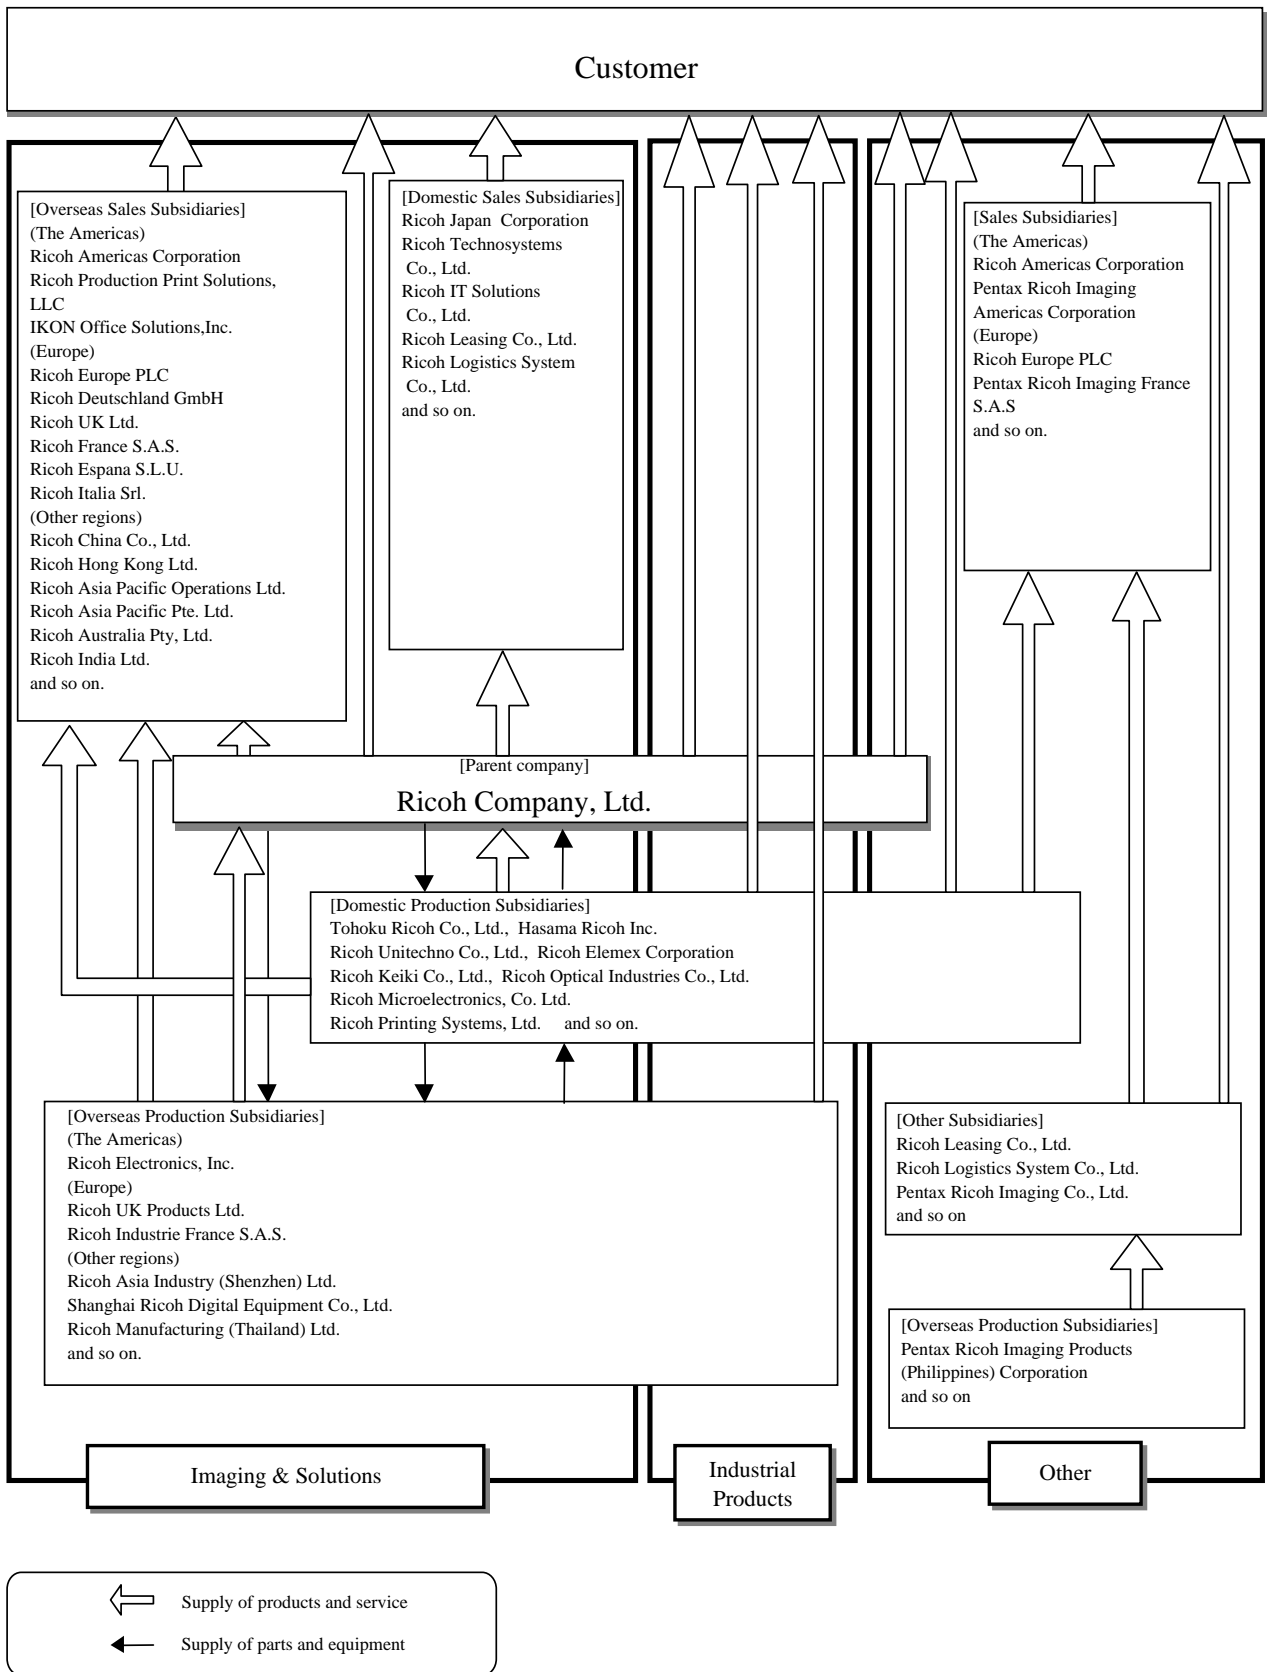 Customer
[Overseas Sales Subsidiaries]
(The Americas)
Ricoh Americas Corporation
Ricoh Production Print Solutions,
LLC
IKON Office Solutions,Inc.
(Europe)
Ricoh Europe PLC
Ricoh Deutschland GmbH
Ricoh UK Ltd.
Ricoh France S.A.S.
Ricoh Espana S.L.U.
Ricoh Italia Srl.
(Other regions)
Ricoh China Co., Ltd.
Ricoh Hong Kong Ltd.
Ricoh Asia Pacific Operations Ltd.
Ricoh Asia Pacific Pte. Ltd.
Ricoh Australia Pty, Ltd.
Ricoh India Ltd.
and so on.
[Domestic Sales Subsidiaries]
Ricoh Japan Corporation
Ricoh Technosystems
Co., Ltd.
Ricoh IT Solutions
Co., Ltd.
Ricoh Leasing Co., Ltd.
Ricoh Logistics System
Co., Ltd.
and so on.
[Sales Subsidiaries]
(The Americas)
Ricoh Americas Corporation
Pentax Ricoh Imaging
Americas Corporation
(Europe)
Ricoh Europe PLC
Pentax Ricoh Imaging France
S.A.S
and so on.
[Parent company]
Ricoh Company, Ltd.
[Domestic Production Subsidiaries]
Tohoku Ricoh Co., Ltd., Hasama Ricoh Inc.
Ricoh Unitechno Co., Ltd., Ricoh Elemex Corporation
Ricoh Keiki Co., Ltd., Ricoh Optical Industries Co., Ltd.
Ricoh Microelectronics, Co. Ltd.
Ricoh Printing Systems, Ltd. and so on.
[Overseas Production Subsidiaries]
(The Americas)
Ricoh Electronics, Inc.
(Europe)
Ricoh UK Products Ltd.
Ricoh Industrie France S.A.S.
(Other regions)
Ricoh Asia Industry (Shenzhen) Ltd.
Shanghai Ricoh Digital Equipment Co., Ltd.
Ricoh Manufacturing (Thailand) Ltd.
and so on.
[Other Subsidiaries]
Ricoh Leasing Co., Ltd.
Ricoh Logistics System Co., Ltd.
Pentax Ricoh Imaging Co., Ltd.
and so on
[Overseas Production Subsidiaries]
Pentax Ricoh Imaging Products
(Philippines) Corporation
and so on
Imaging & Solutions
Industrial
Products
Other
Supply of products and service
Supply of parts and equipment